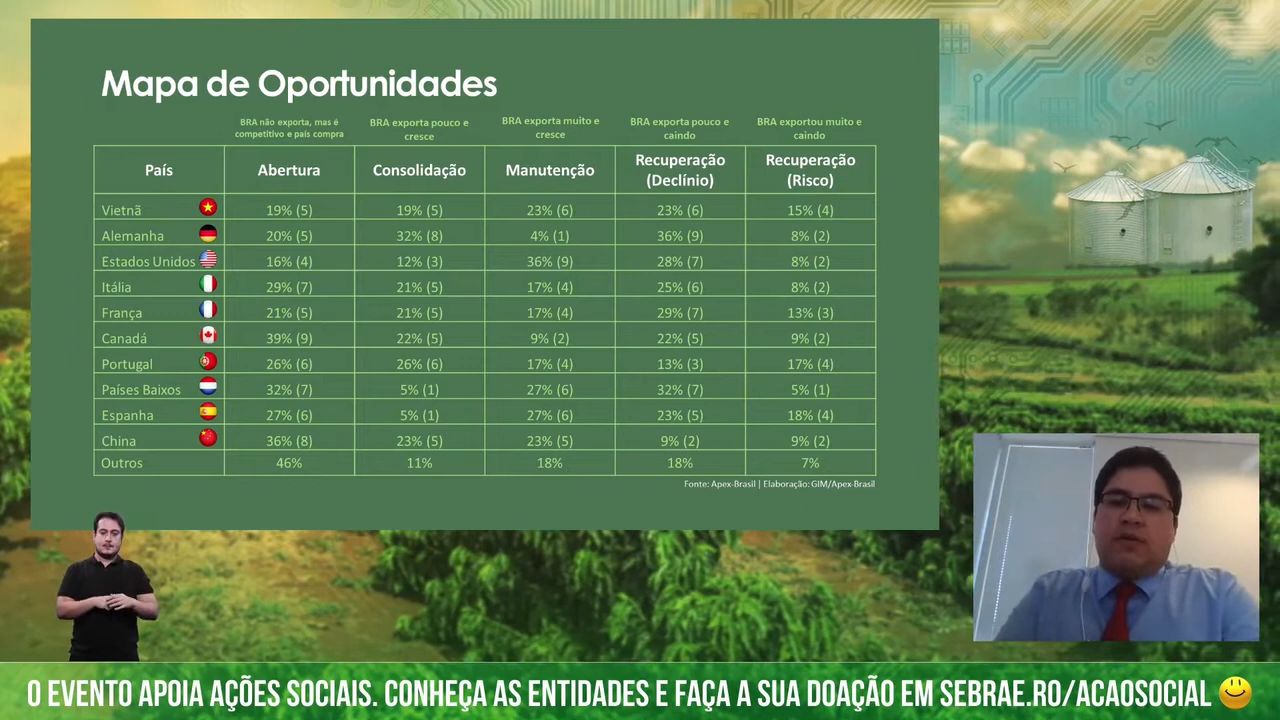 Mapa de Oportunidades
BRA não exporta, mas é
competitivo e país compra
BRA exporta pouco e
cresce
BRA exporta muito e
cresce
BRA exporta pouco e
caindo
BRA exportou muito e
caindo
País Abertura Consolidação Manutenção Recuperação (Declínio) Recuperação (Risco)
Vietnã 19% (5) 19% (5) 23% (6) 23% (6) 15% (4)
Alemanha 20% (5) 32% (8) 4% (1) 36% (9) 8% (2)
Estados Unidos 16% (4) 12% (3) 36% (9) 28% (7) 8% (2)
Itália 29% (7) 21% (5) 17% (4) 25% (6) 8% (2)
França 21% (5) 21% (5) 17% (4) 29% (7) 13% (3)
Canadá 39% (9) 22% (5) 9% (2) 22% (5) 9% (2)
Portugal 26% (6) 26% (6) 17% (4) 13% (3) 17% (4)
Países Baixos 32% (7) 5% (1) 27% (6) 32% (7) 5% (1)
Espanha 27% (6) 5% (1) 27% (6) 23% (5) 18% (4)
China 36% (8) 23% (5) 23% (5) 9% (2) 9% (2)
Outros 46% 11% 18% 18% 7%
Fonte: Apex-Brasil | Elaboração: GIM/Apex-Brasil
O EVENTO APOIA AÇÕES SOCIAIS. CONHEÇA AS ENTIDADES E FAÇA A SUA DOAÇÃO EM SEBRAE.RO/ACAOSOCIAL